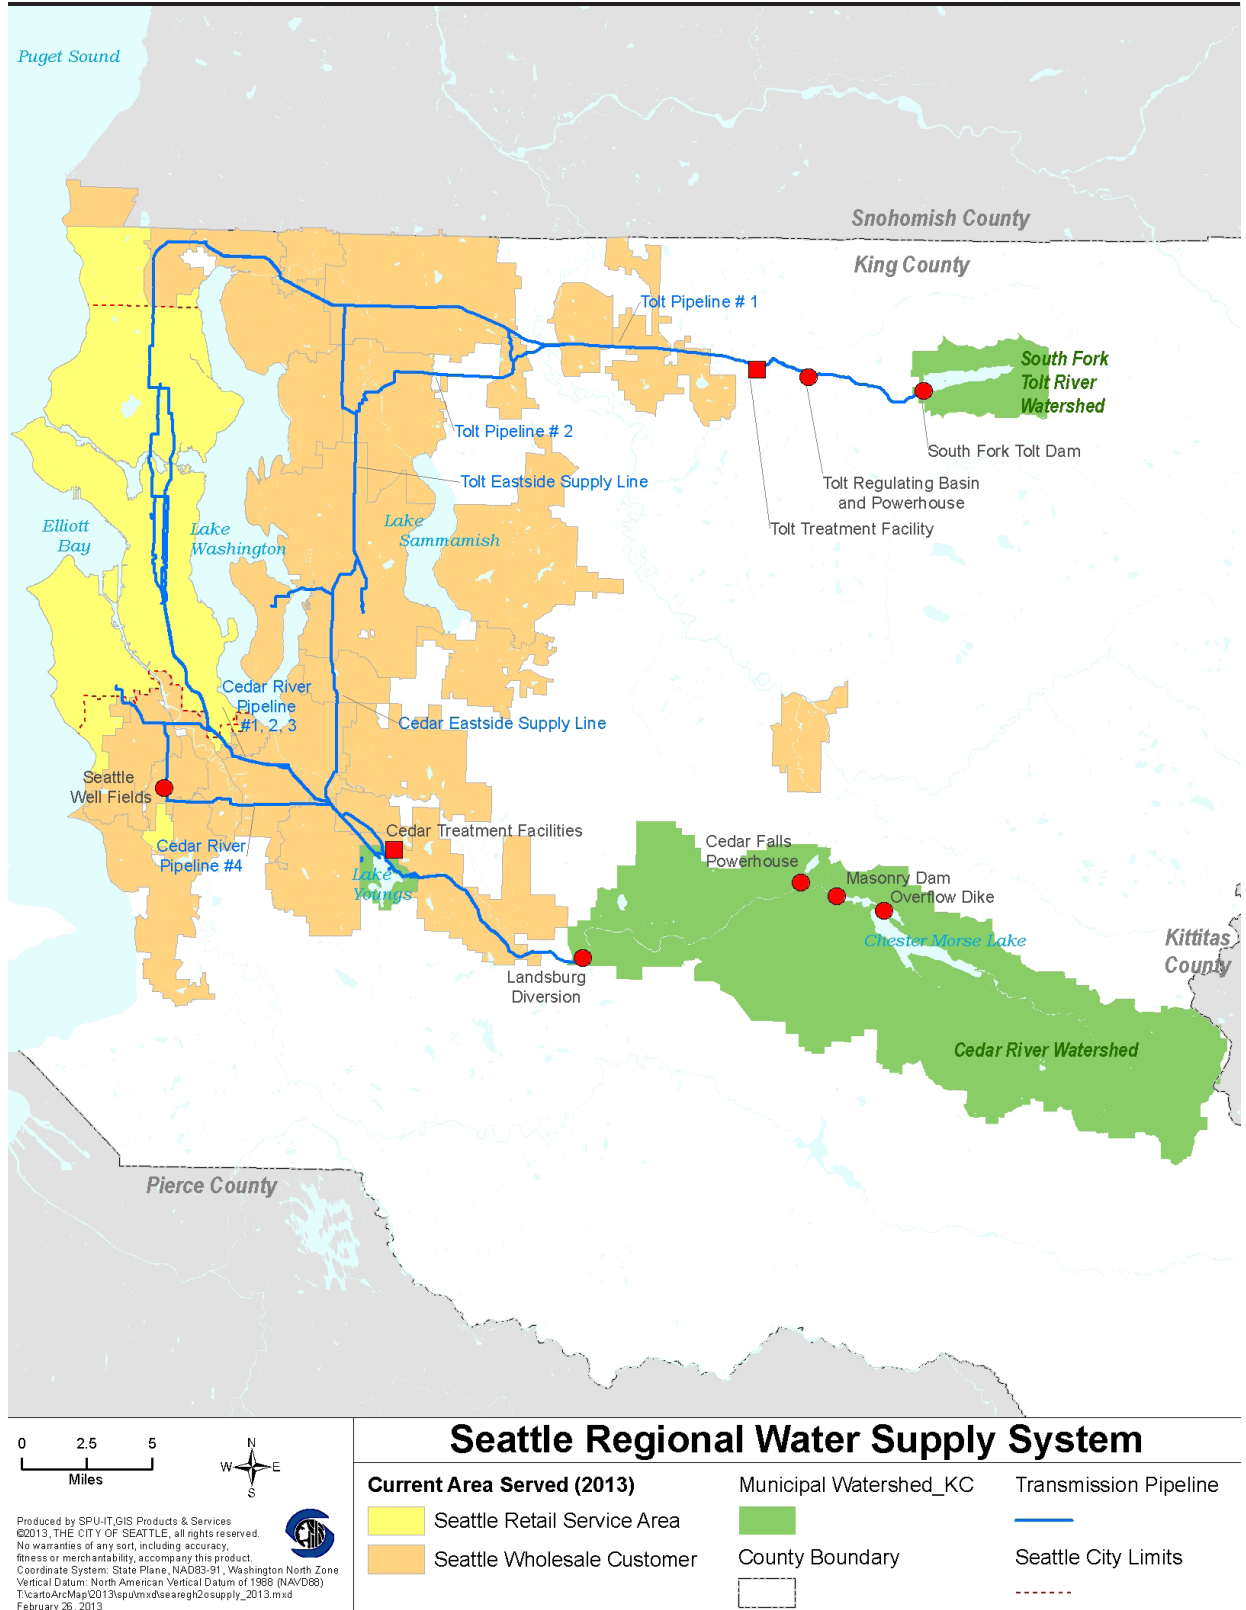 Puget Sound
Snohomish County
King County
Tolt Pipeline # 1
South Fork
Tolt River
Watershed
Tolt Pipeline # 2
South Fork Tolt Dam
Tolt Eastside Supply Line
Tolt Regulating Basin
and Powerhouse
Tolt Treatment Facility
Elliott
Bay
Lake
Washington
Lake
Sammamish
Cedar River
Pipeline
#1, 2, 3
Cedar Eastside Supply Line
Seattle
Well Fields
Cedar Treatment Facilities
Cedar River
Pipeline #4
Lake
Youngs
Cedar Falls
Powerhouse
Masonry Dam
Overflow Dike
Chester Morse Lake
Kittitas
County
Landsburg
Diversion
Cedar River Watershed
Pierce County
0 2.5 5
Miles
N
W E
S
Produced by SPU-IT,GIS Products & Services
©2013, THE CITY OF SEATTLE, all rights reserved.
No warranties of any sort, including accuracy,
fitness or merchantability, accompany this product.
Coordinate System: State Plane, NAD83-91, Washington North Zone
Vertical Datum: North American Vertical Datum of 1988 (NAVD88)
T:\cartoArcMap\2013\spu\mxd\searegh2osupply_2013.mxd
February 26, 2013
Seattle Regional Water Supply System
Current Area Served (2013)
Seattle Retail Service Area
Seattle Wholesale Customer
Municipal Watershed_KC
County Boundary
Transmission Pipeline
Seattle City Limits